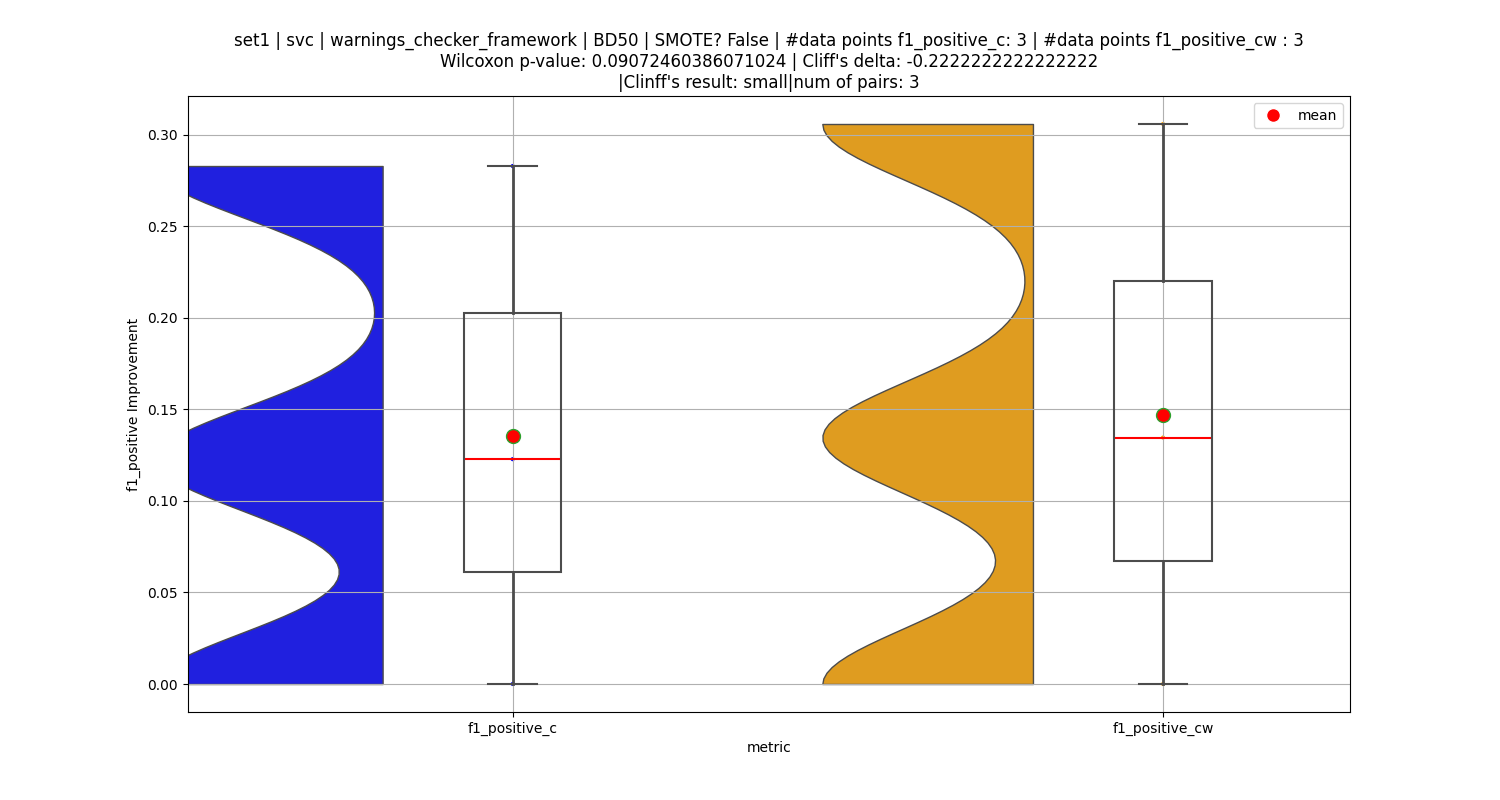 set1 | svc | warnings_checker_framework | BD50 | SMOTE? False | #data points f1_positive_c: 3 | #data points f1_positive_cw : 3
Wilcoxon p-value: 0.09072460386071024 | Cliff's delta: -0.2222222222222222
|Clinff's result: small|num of pairs: 3
mean
0.30
0.25
0.20
0.15
0.10
0.05
0.00
f1_positive Improvement
f1_positive_c
f1_positive_cw
metric